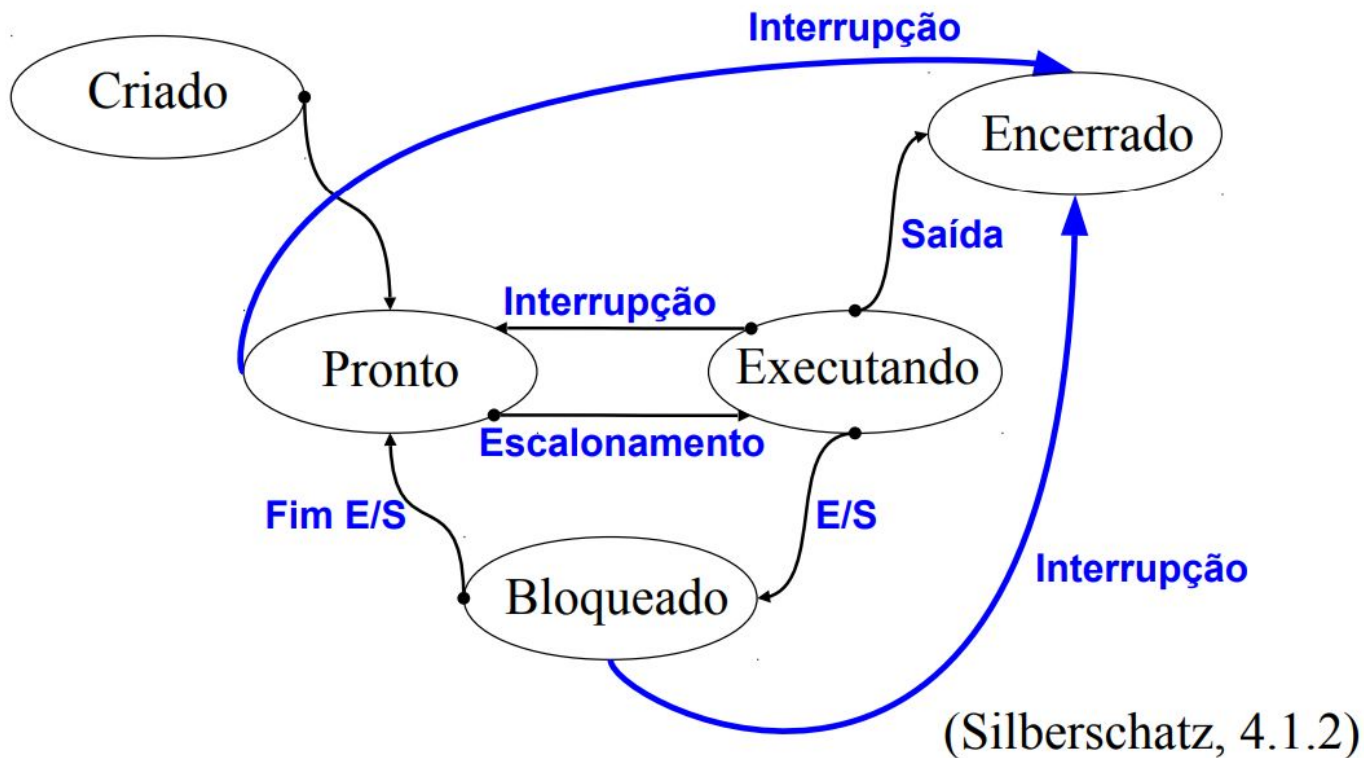 Interrupção
Criado
Encerrado
Saída
Interrupção
Pronto
Executando
Escalonamento
Fim E/S
E/S
Bloqueado
Interrupção
(Silberschatz, 4.1.2)